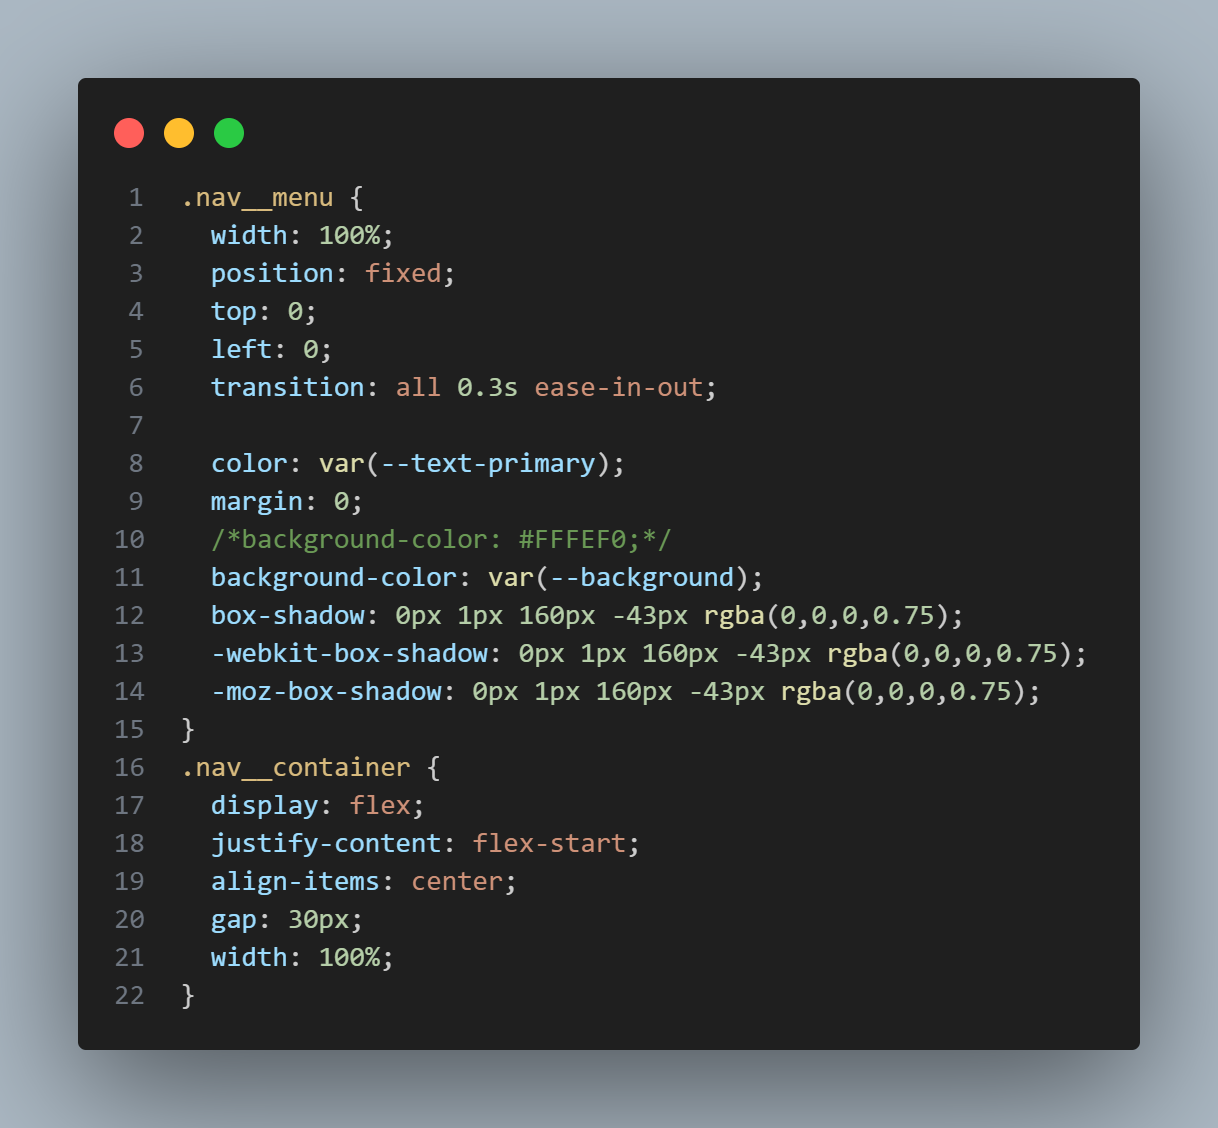 1 .nav__menu {
2 width: 100%;
3 position: fixed;
4 top: 0;
5 left: 0;
6 transition: all 0.3s ease-in-out;
7
8 color: var(--text-primary);
9 margin: 0;
10 /*background-color: #FFFEF0;*/
11 background-color: var(--background);
12 box-shadow: 0px 1px 160px -43px rgba(0,0,0,0.75);
13 -webkit-box-shadow: 0px 1px 160px -43px rgba(0,0,0,0.75);
14 -moz-box-shadow: 0px 1px 160px -43px rgba(0,0,0,0.75);
15 }
16 .nav__container {
17 display: flex;
18 justify-content: flex-start;
19 align-items: center;
20 gap: 30px;
21 width: 100%;
22 }